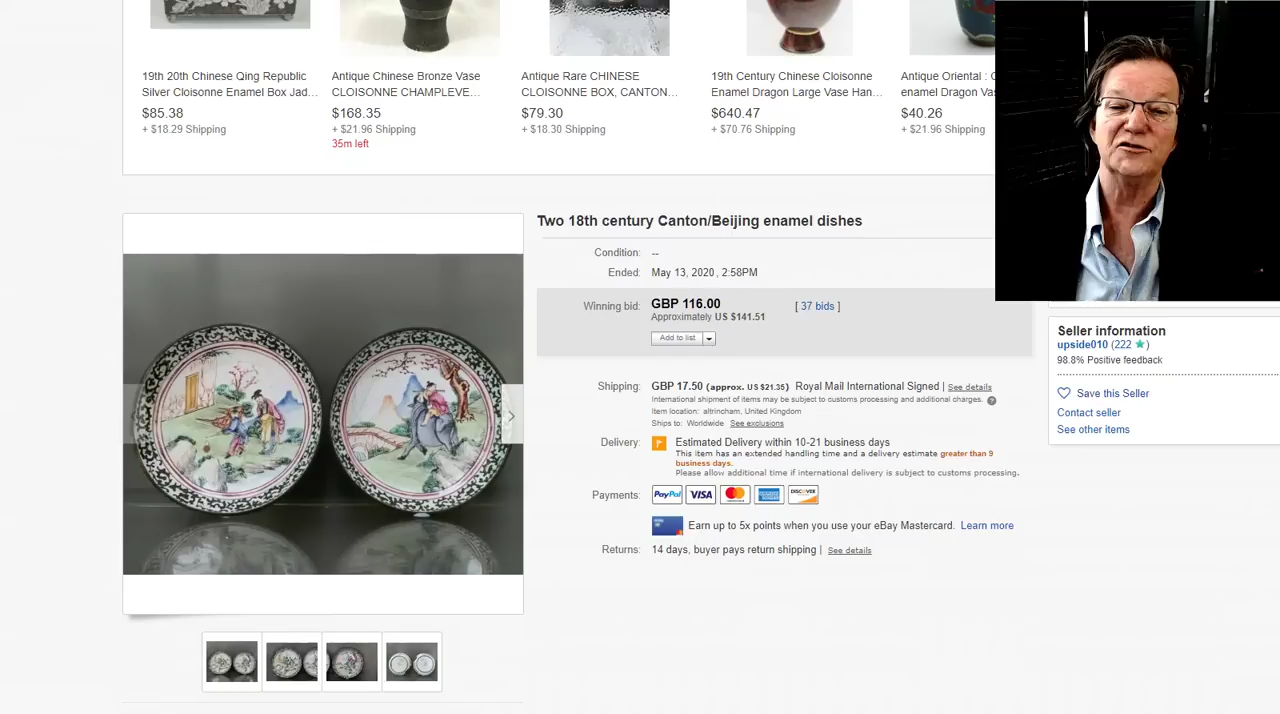 19th 20th Chinese Qing Republic
Silver Cloisonne Enamel Box Jad...
$85.38
+ $18.29 Shipping
Antique Chinese Bronze Vase
CLOISONNE CHAMPLEVE...
$168.35
+ $21.96 Shipping
35m left
Antique Rare CHINESE
CLOISONNE BOX, CANTON...
$79.30
+ $18.30 Shipping
19th Century Chinese Cloisonne
Enamel Dragon Large Vase Han...
$640.47
+ $70.76 Shipping
Antique Oriental : C
enamel Dragon Vas
$40.26
+ $21.96 Shipping
Two 18th century Canton/Beijing enamel dishes
Condition: --
Ended: May 13, 2020 , 2:58PM
Winning bid: GBP 116.00 [ 37 bids ]
Approximately US $141.51
Add to list
Shipping: GBP 17.50 (approx. US $21.35) Royal Mail International Signed | See details
International shipment of items may be subject to customs processing and additional charges. ?
Item location: altrincham, United Kingdom
Ships to: Worldwide See exclusions
Delivery: Estimated Delivery within 10-21 business days
This item has an extended handling time and a delivery estimate greater than 9
business days.
Please allow additional time if international delivery is subject to customs processing.
Payments: PayPal VISA MasterCard AMERICAN EXPRESS DISCOVER
Earn up to 5x points when you use your eBay Mastercard. Learn more
Returns: 14 days, buyer pays return shipping | See details
Seller information
upside010 (222 ★)
98.8% Positive feedback
Save this Seller
Contact seller
See other items